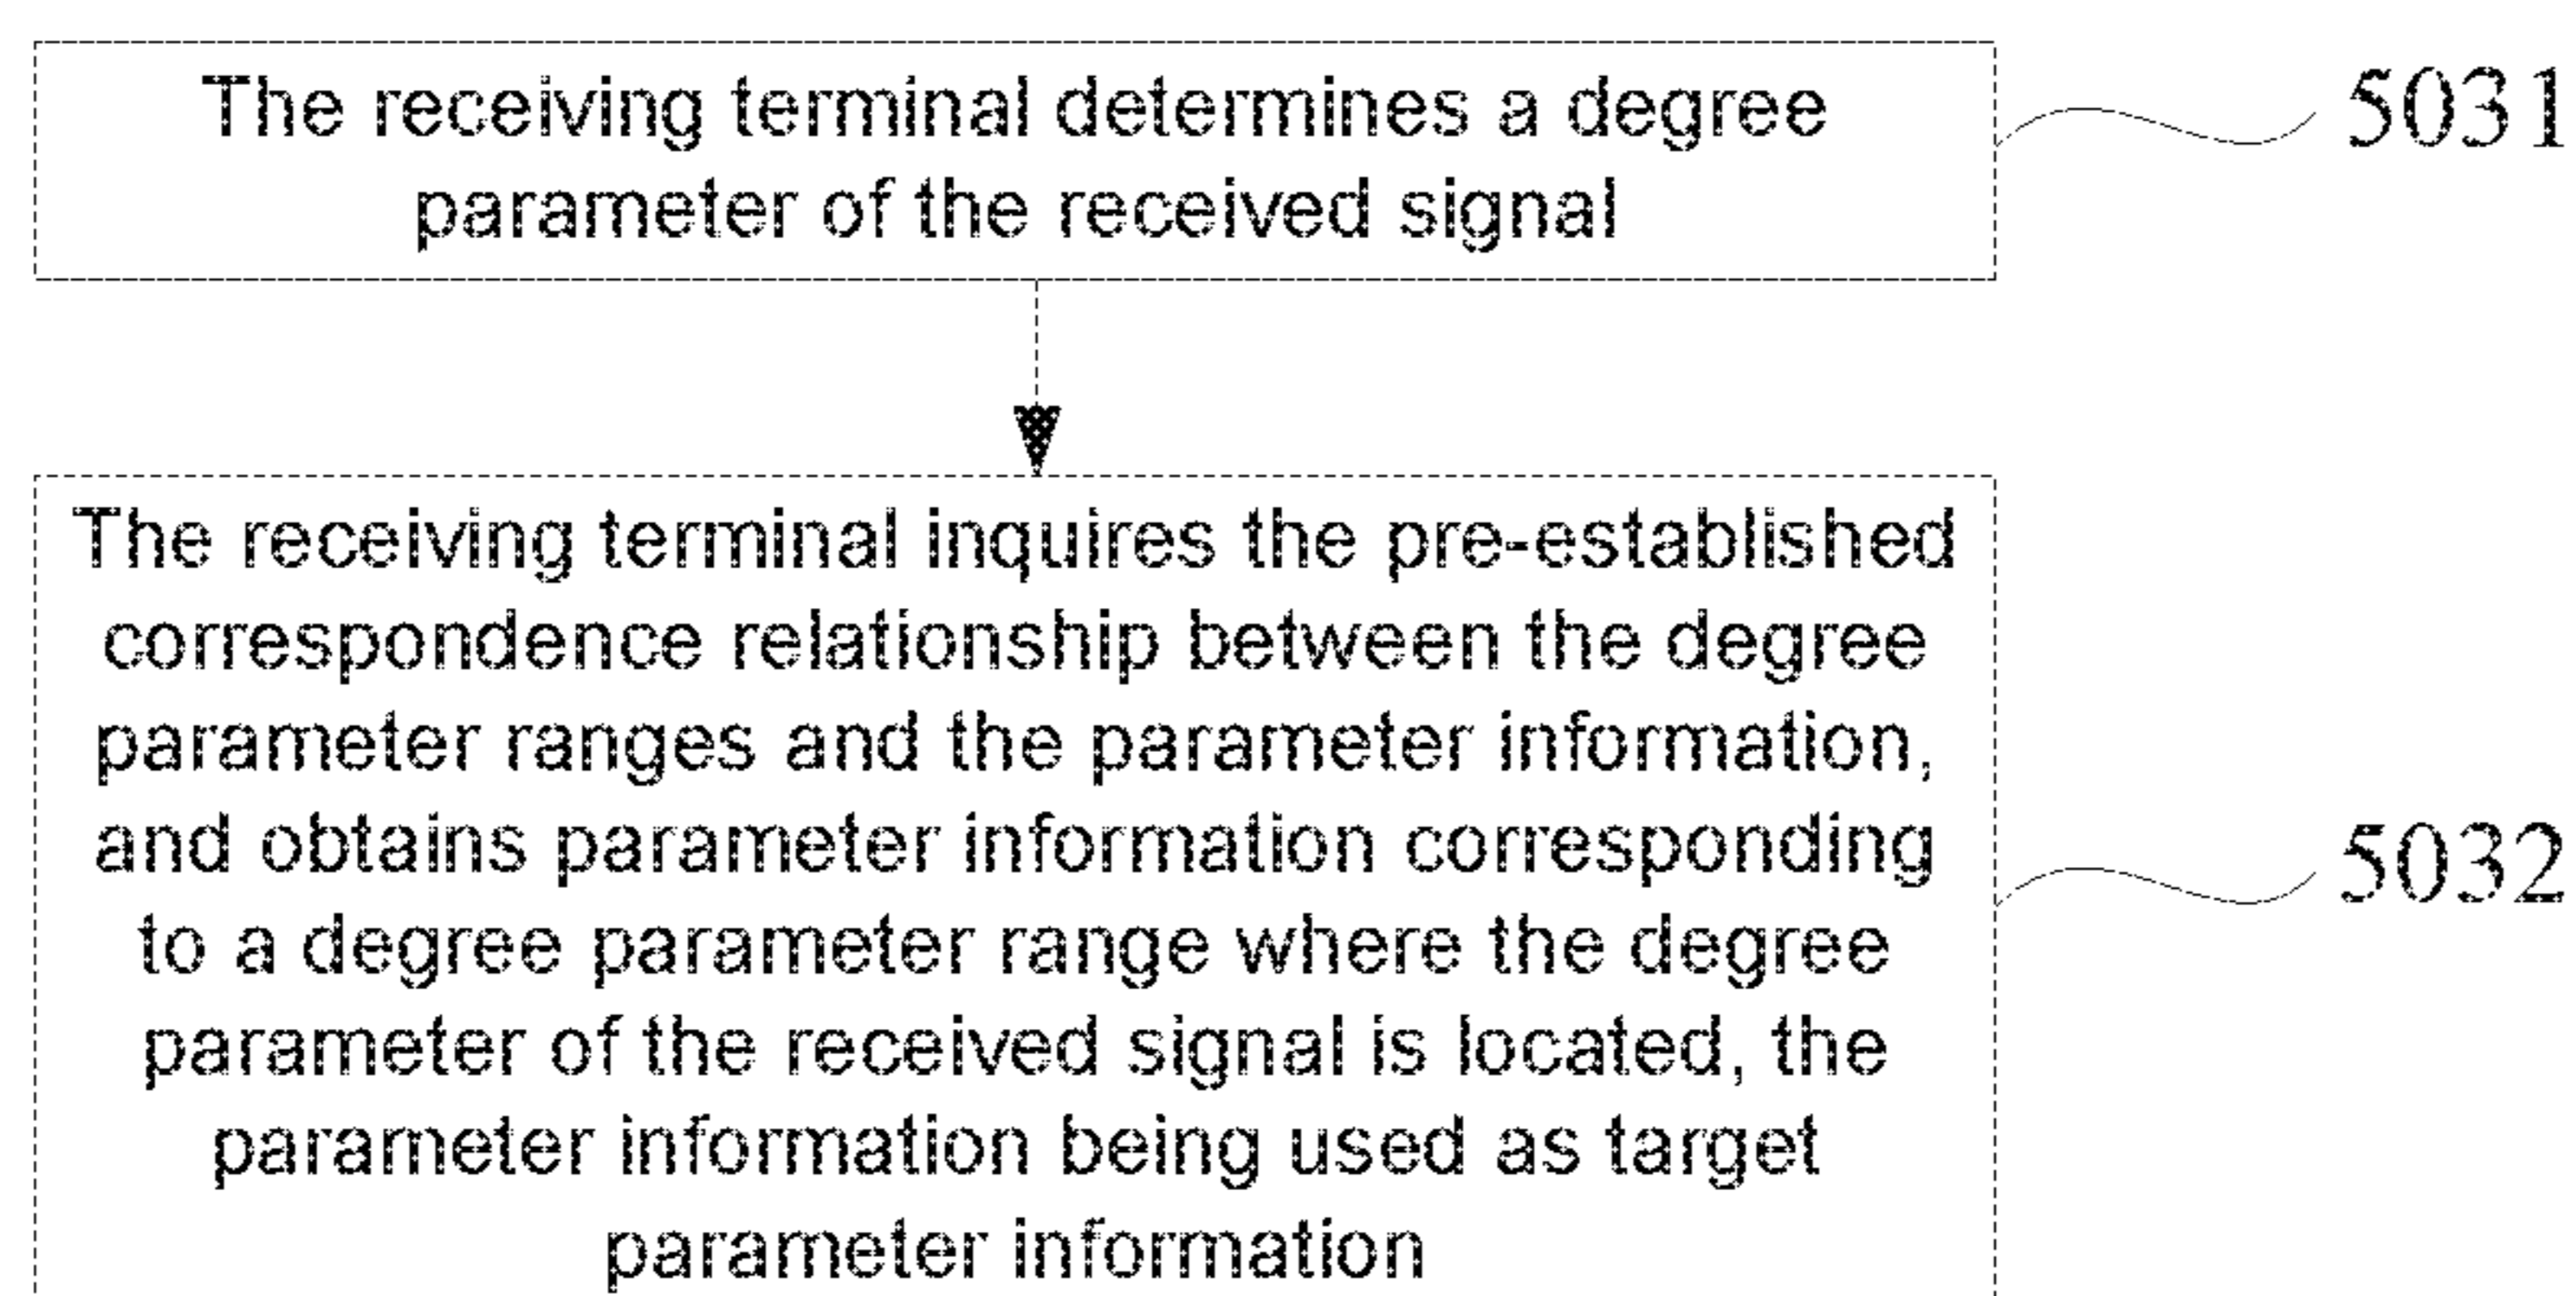 The receiving terminal determines a degree
parameter of the received signal
5031
The receiving terminal inquires the pre-established
correspondence relationship between the degree
parameter ranges and the parameter information,
and obtains parameter information corresponding
to a degree parameter range where the degree
parameter of the received signal is located, the
parameter information being used as target
parameter information
5032